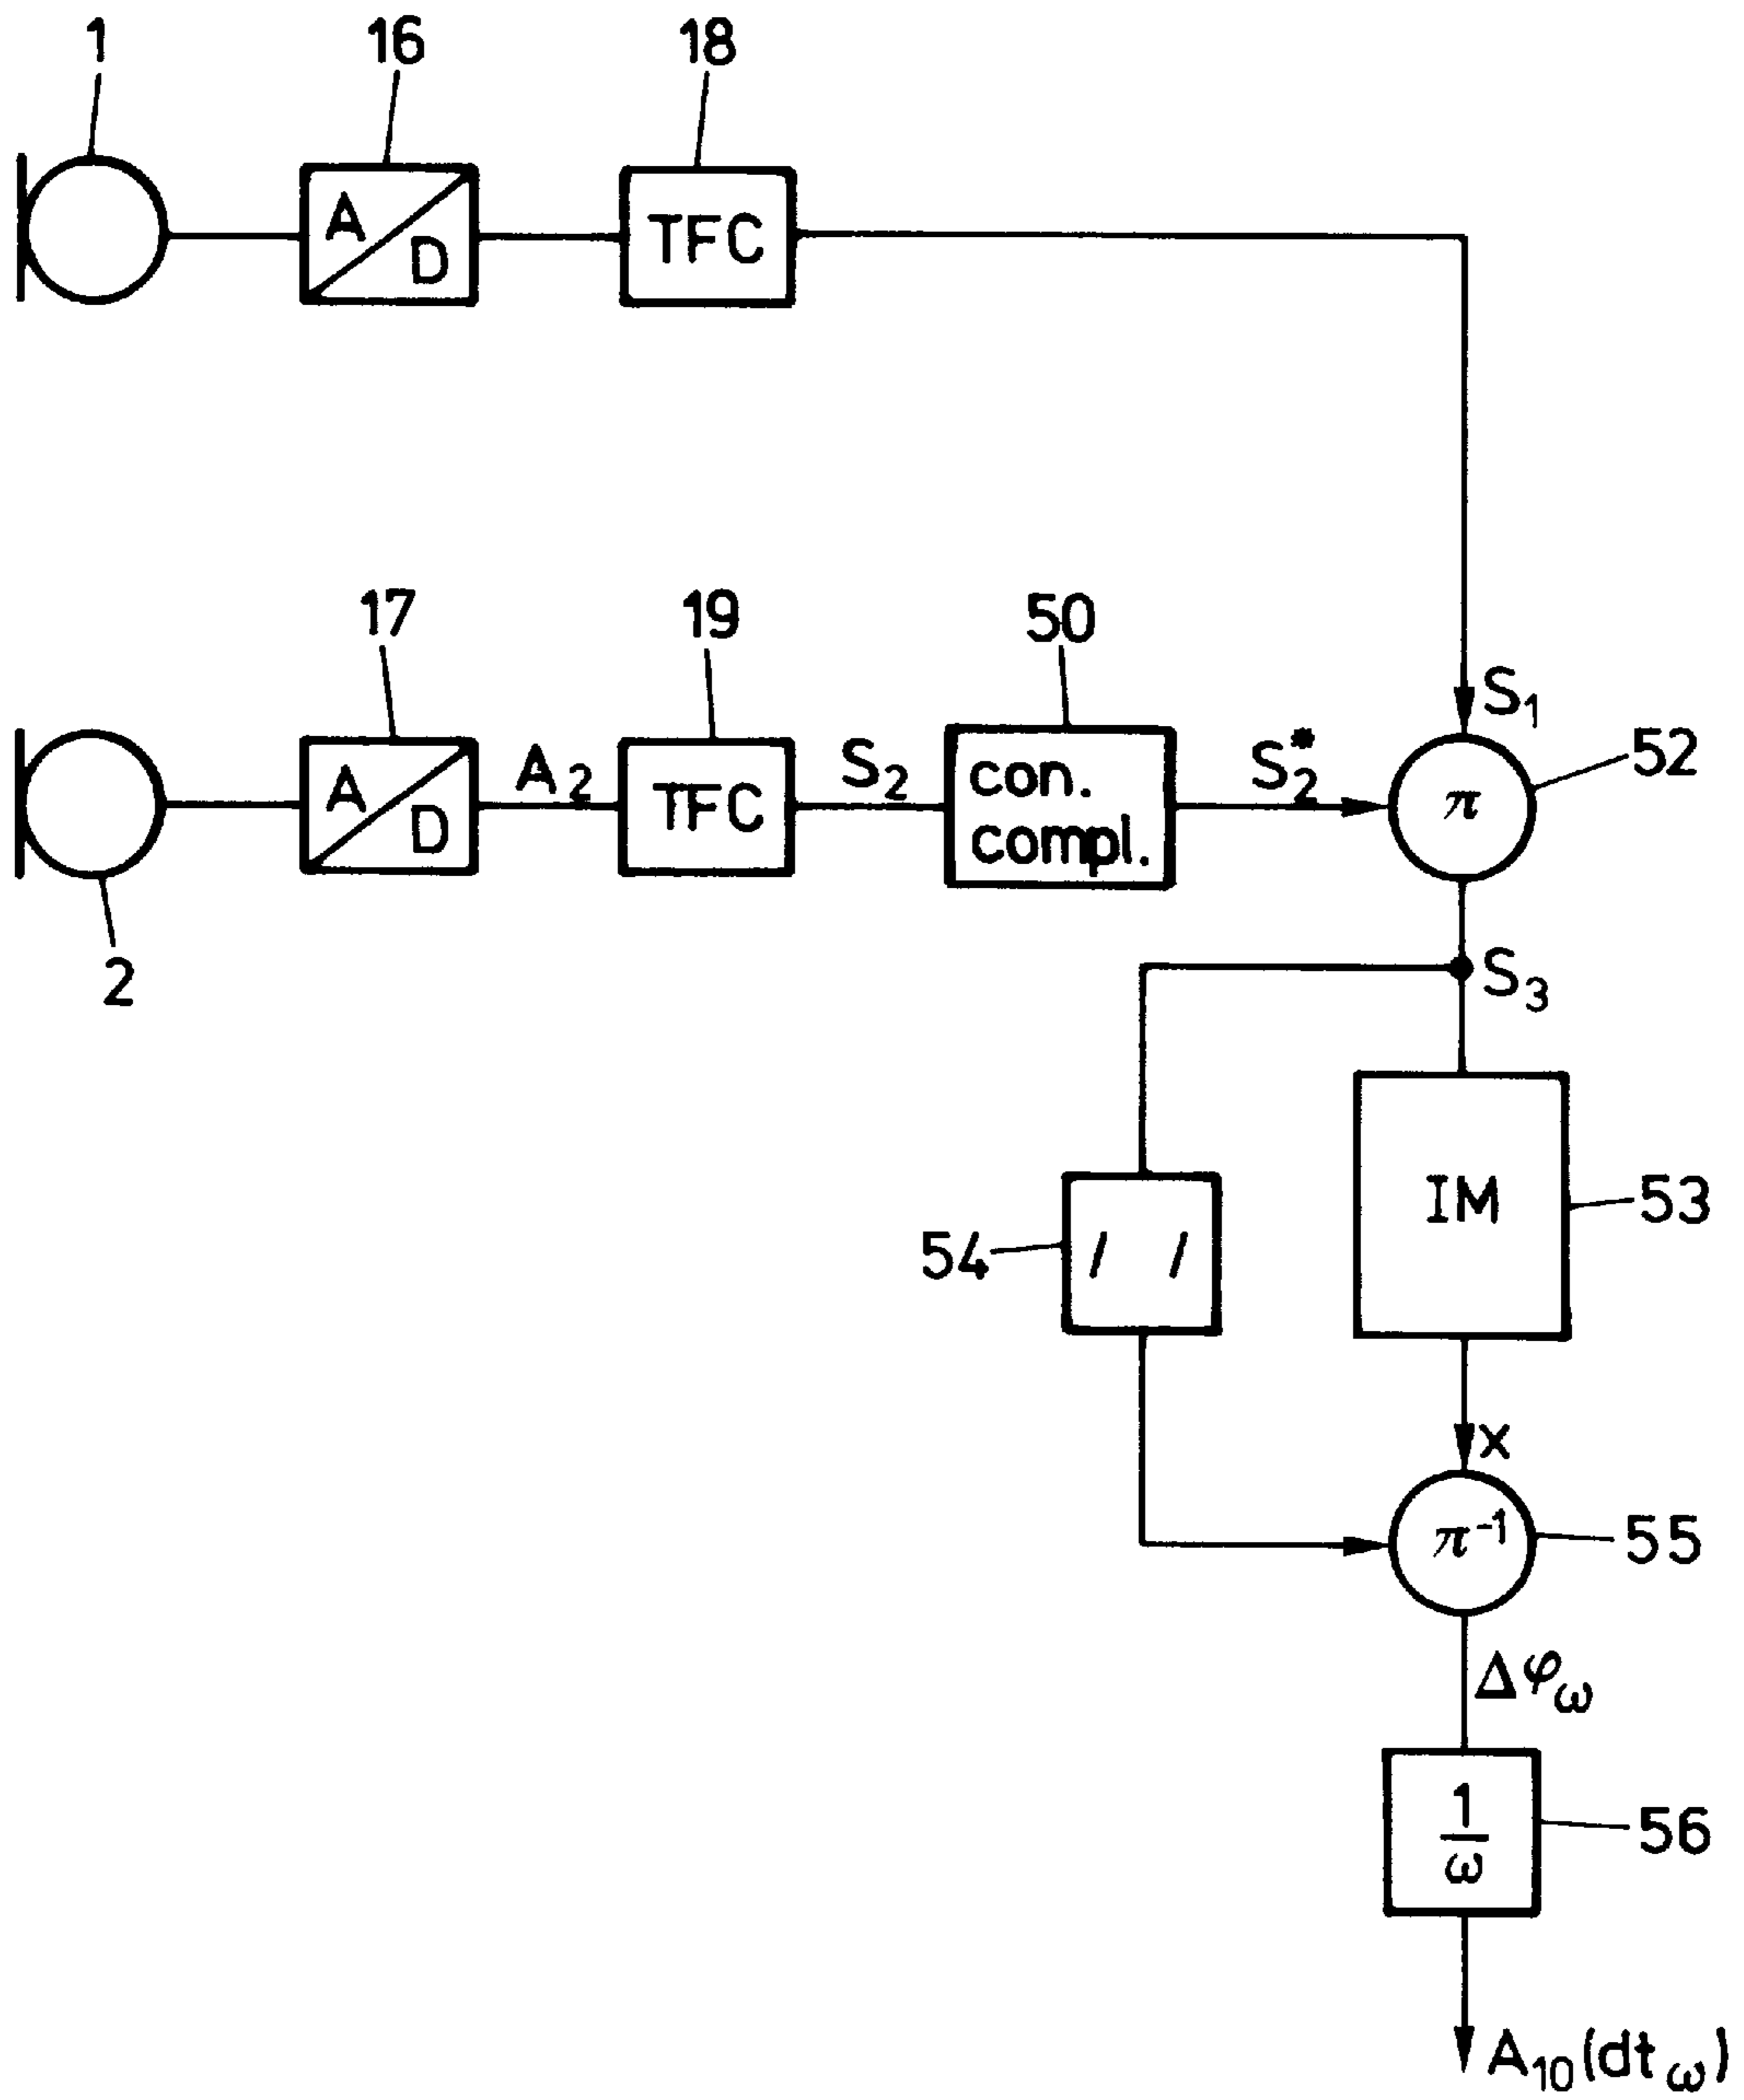 1
16
18
A
D
TFC
17
19
50
S₁
52
A
D
A₂
TFC
S₂
con.
compl.
S₂*
π
2
S₃
54
/ /
IM
53
x
π⁻¹
55
Δφω
1
ω
56
A₁₀(dtω)